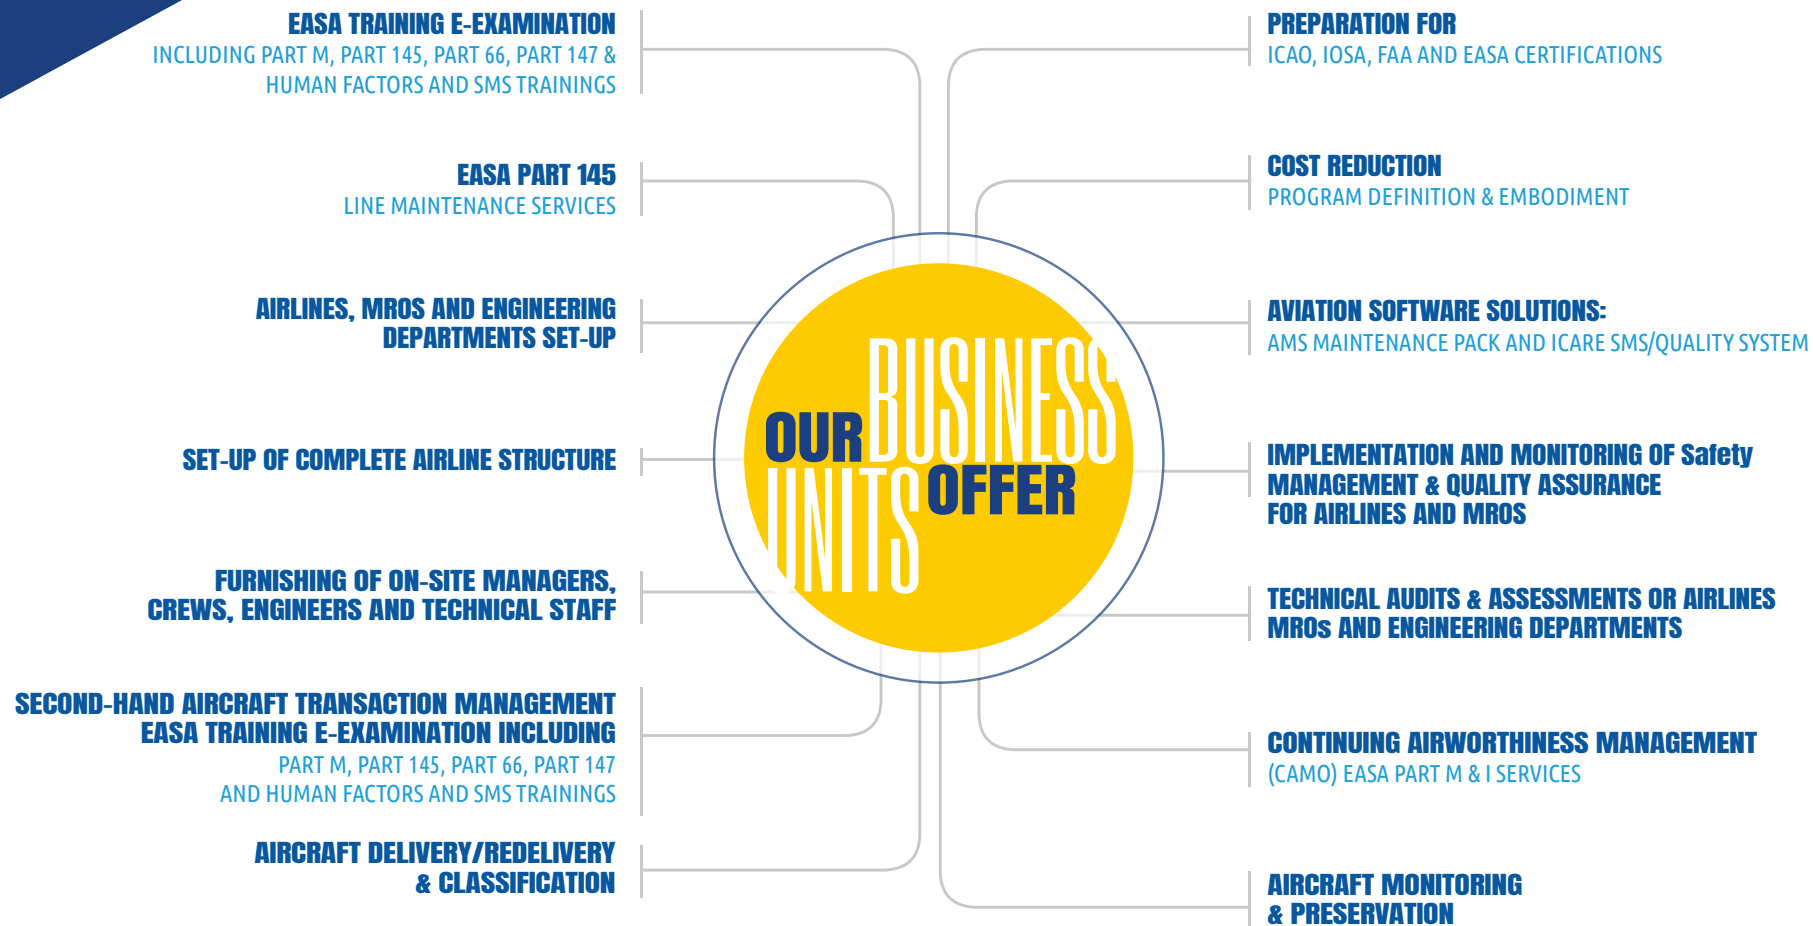 EASA TRAINING E-EXAMINATION
INCLUDING PART M, PART 145, PART 66, PART 147 &
HUMAN FACTORS AND SMS TRAININGS
EASA PART 145
LINE MAINTENANCE SERVICES
AIRLINES, MROS AND ENGINEERING
DEPARTMENTS SET-UP
SET-UP OF COMPLETE AIRLINE STRUCTURE
FURNISHING OF ON-SITE MANAGERS,
CREWS, ENGINEERS AND TECHNICAL STAFF
SECOND-HAND AIRCRAFT TRANSACTION MANAGEMENT
EASA TRAINING E-EXAMINATION INCLUDING
PART M, PART 145, PART 66, PART 147
AND HUMAN FACTORS AND SMS TRAININGS
AIRCRAFT DELIVERY/REDELIVERY
& CLASSIFICATION
OUR BUSINESS
UNITS OFFER
PREPARATION FOR
ICAO, IOSA, FAA AND EASA CERTIFICATIONS
COST REDUCTION
PROGRAM DEFINITION & EMBODIMENT
AVIATION SOFTWARE SOLUTIONS:
AMS MAINTENANCE PACK AND ICARE SMS/QUALITY SYSTEM
IMPLEMENTATION AND MONITORING OF Safety
MANAGEMENT & QUALITY ASSURANCE
FOR AIRLINES AND MROS
TECHNICAL AUDITS & ASSESSMENTS OR AIRLINES
MROs AND ENGINEERING DEPARTMENTS
CONTINUING AIRWORTHINESS MANAGEMENT
(CAMO) EASA PART M & I SERVICES
AIRCRAFT MONITORING
& PRESERVATION